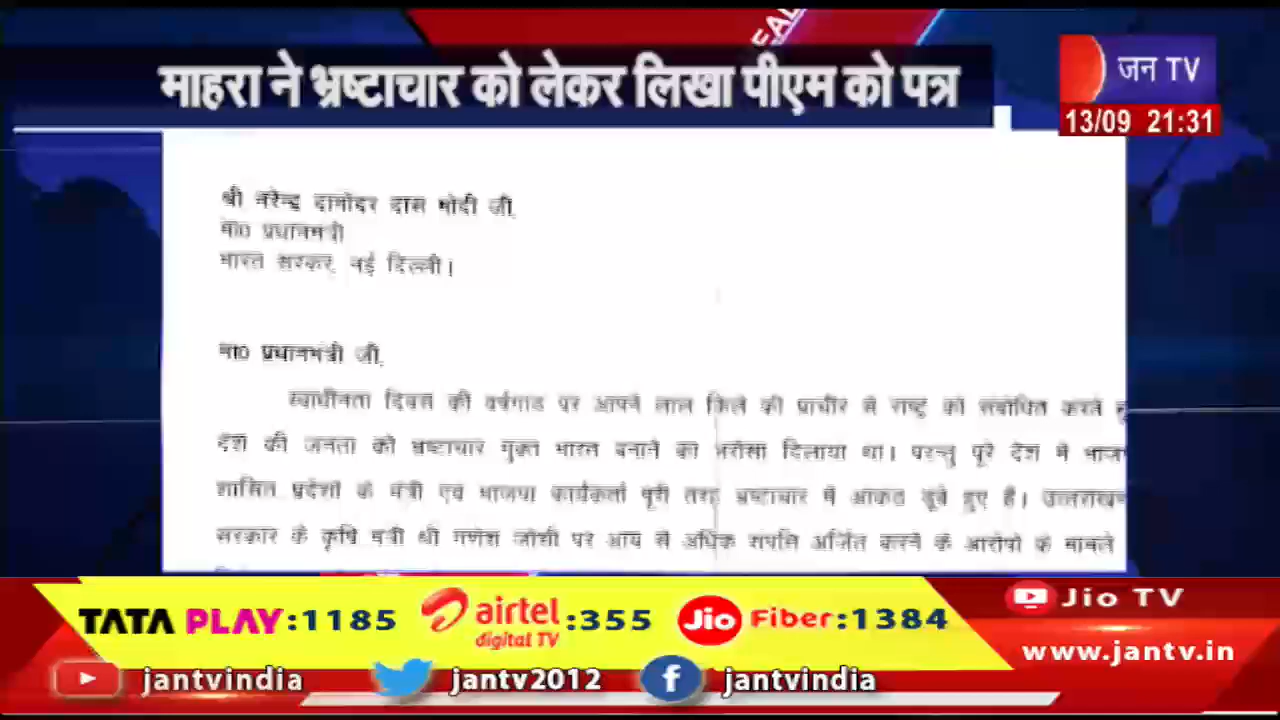 माहरा ने भ्रष्टाचार को लेकर लिखा पीएम को पत्र
जन TV
13/09 21:31
श्री नरेन्द्र दामोदर दास मोदी जी,
मा0 प्रधानमंत्री
भारत सरकार, नई दिल्ली।
मा0 प्रधानमंत्री जी,
स्वाधीनता दिवस की वर्षगाठ पर आपने लाल किले की प्राचीर से राष्ट्र को संबोधित करते
देश की जनता को भ्रष्टाचार मुक्त भारत बनाने का भरोसा दिलाया था। परन्तु पूरे देश में
शासित प्रदेशों के मंत्री एवं भाजपा कार्यकर्ता पूरी तरह भ्रष्टाचार में आकंठ डूबे हुए हैं।
सरकार के कृषि मंत्री श्री गणेश जोशी पर आय से अधिक संपत्ति अर्जित करने के आरोपों के मामले
TATA PLAY:1185
airtel digital TV :355
Jio Fiber:1384
Jio TV
www.jantv.in
jantvindia
jantv2012
jantvindia